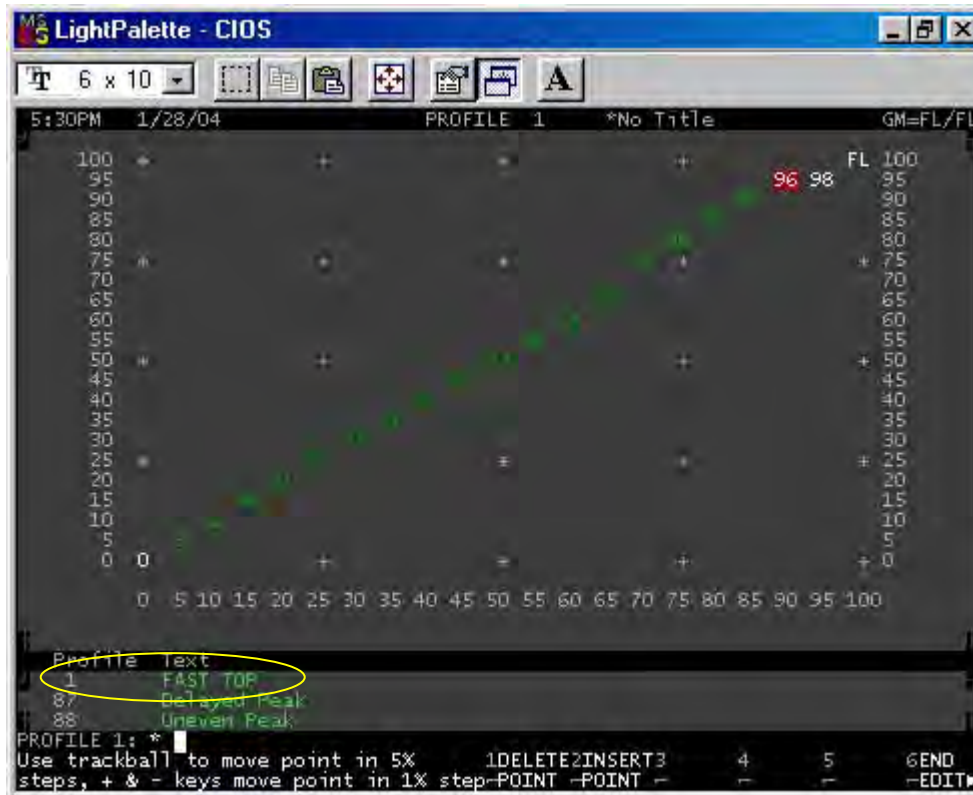 LightPalette - CIOS
6 x 10
A
5:30PM 1/28/04 PROFILE 1 *No Title GM=FL/FL
100 FL 100
95 96 98 95
90 90
85 85
80 80
75 75
70 70
65 65
60 60
55 55
50 50
45 45
40 40
35 35
30 30
25 25
20 20
15 15
10 10
5 5
0 0 0
0 5 10 15 20 25 30 35 40 45 50 55 60 65 70 75 80 85 90 95 100
Profile Text
1 FAST TOP
87 Delayed Peak
88 Uneven Peak
PROFILE 1: *
Use trackball to move point in 5% 1DELETE2INSERT3 4 5 6END
steps, + & - keys move point in 1% step-POINT -POINT - - - -EDIT